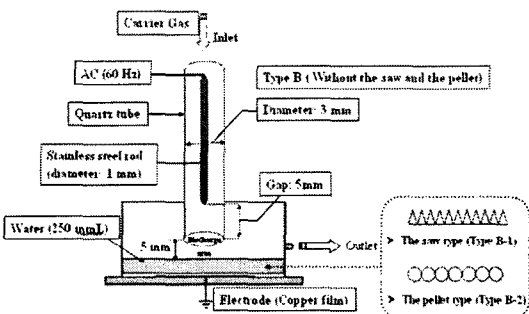 Carrier Gas
Inlet
AC (60 Hz)
Type B ( Without the saw and the pellet)
Quartz tube
Diameter: 3 mm
Stainless steel rod
(diameter: 1 mm)
Gap: 5mm
Water (250 mmL)
Discharge
5 mm
Outlet
Electrode (Copper film)
➤ The saw type (Type B-1)
➤ The pellet type (Type B-2)